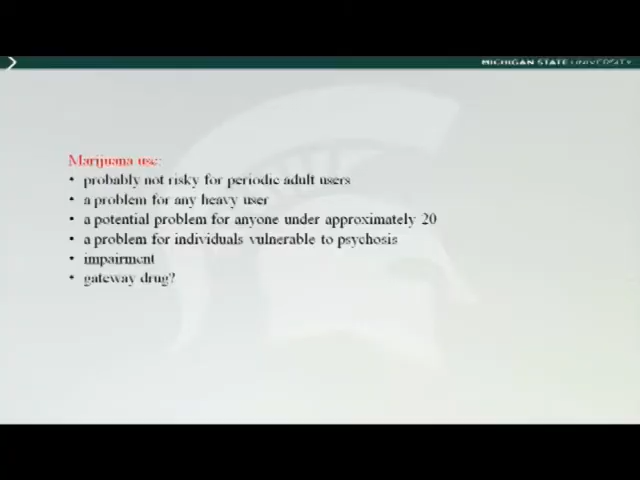 MICHIGAN STATE UNIVERSITY
Marijuana use:
• probably not risky for periodic adult users
• a problem for any heavy user
• a potential problem for anyone under approximately 20
• a problem for individuals vulnerable to psychosis
• impairment
• gateway drug?